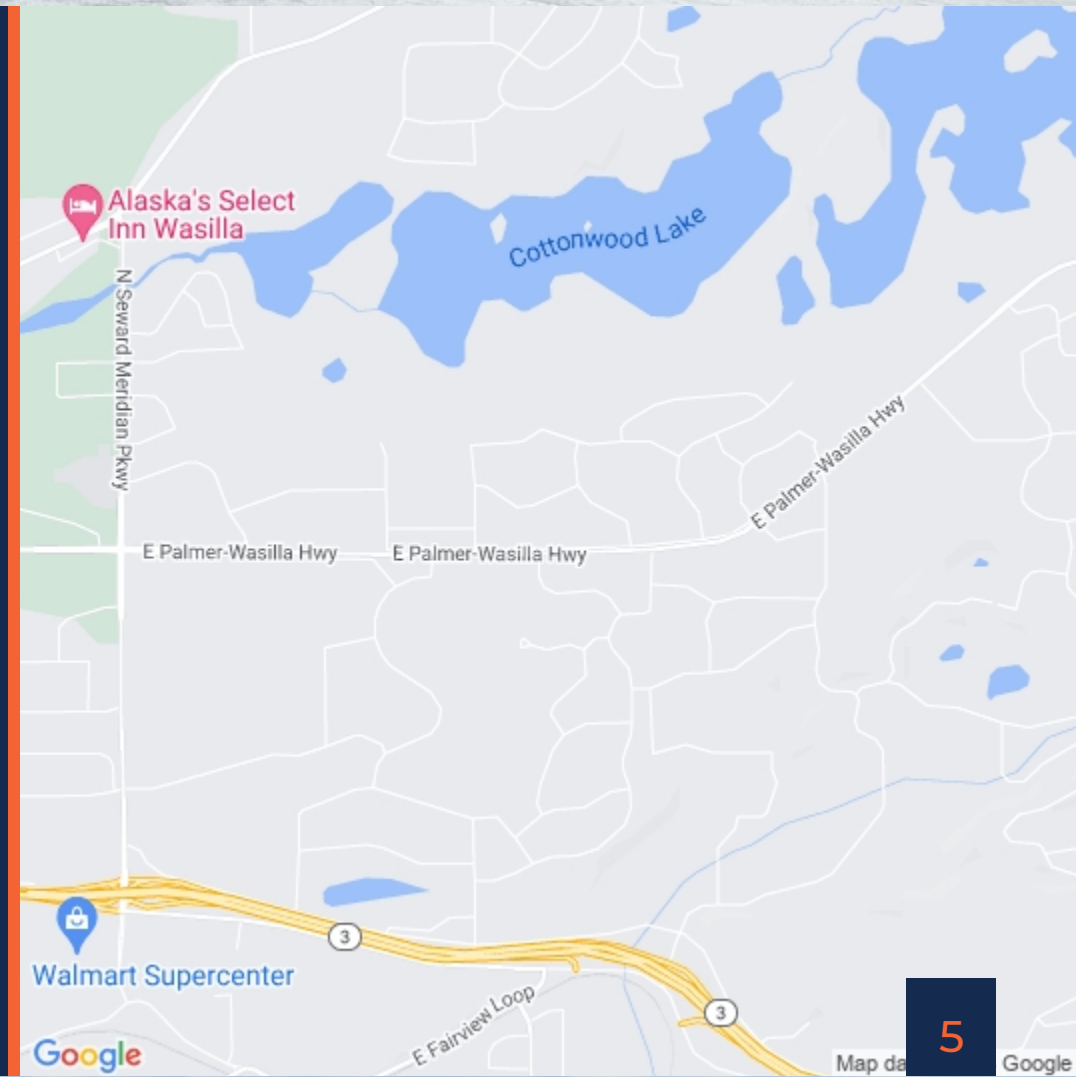 Alaska's Select
Inn Wasilla
Cottonwood Lake
N Seward Meridian Pkwy
E Palmer-Wasilla Hwy
E Palmer-Wasilla Hwy
E Palmer-Wasilla Hwy
3
Walmart Supercenter
E Fairview Loop
3
5
Google
Map da
Google